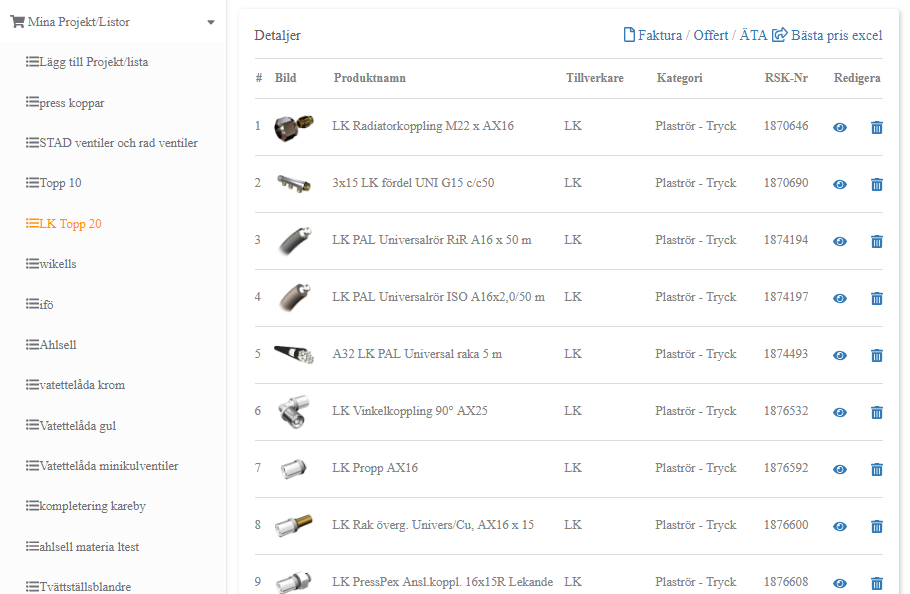 Mina Projekt/Listor
Lägg till Projekt/lista
press koppar
STAD ventiler och rad ventiler
Topp 10
LK Topp 20
wikells
ifö
Ahlsell
vatettelåda krom
Vatettelåda gul
Vatettelåda minikulventiler
kompletering kareby
ahlsell materia ltest
Tvättställsblandre
Detaljer
Faktura / Offert / ÄTA Bästa pris excel
# Bild Produktnamn Tillverkare Kategori RSK-Nr Redigera
1 LK Radiatorkoppling M22 x AX16 LK Plaströr - Tryck 1870646
2 3x15 LK fördel UNI G15 c/c50 LK Plaströr - Tryck 1870690
3 LK PAL Universalrör RiR A16 x 50 m LK Plaströr - Tryck 1874194
4 LK PAL Universalrör ISO A16x2,0/50 m LK Plaströr - Tryck 1874197
5 A32 LK PAL Universal raka 5 m LK Plaströr - Tryck 1874493
6 LK Vinkelkoppling 90° AX25 LK Plaströr - Tryck 1876532
7 LK Propp AX16 LK Plaströr - Tryck 1876592
8 LK Rak överg. Univers/Cu, AX16 x 15 LK Plaströr - Tryck 1876600
9 LK PressPex Ansl.koppl. 16x15R Lekande LK Plaströr - Tryck 1876608